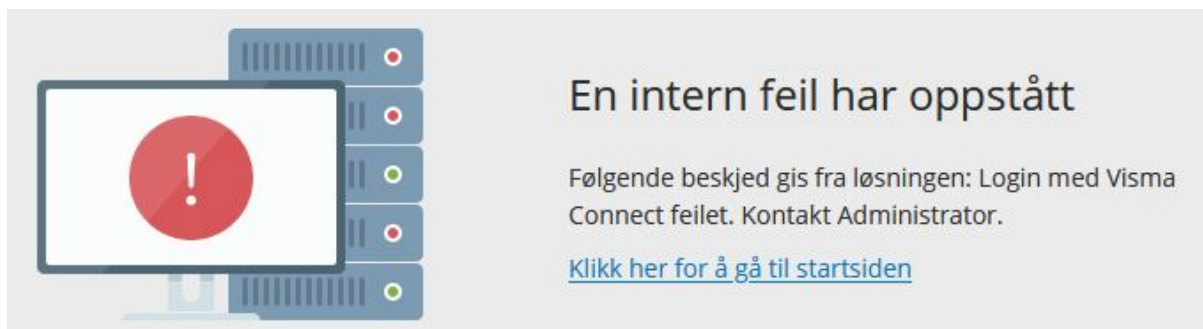 En intern feil har oppstått
Følgende beskjed gis fra løsningen: Login med Visma
Connect feilet. Kontakt Administrator.
Klikk her for å gå til startsiden